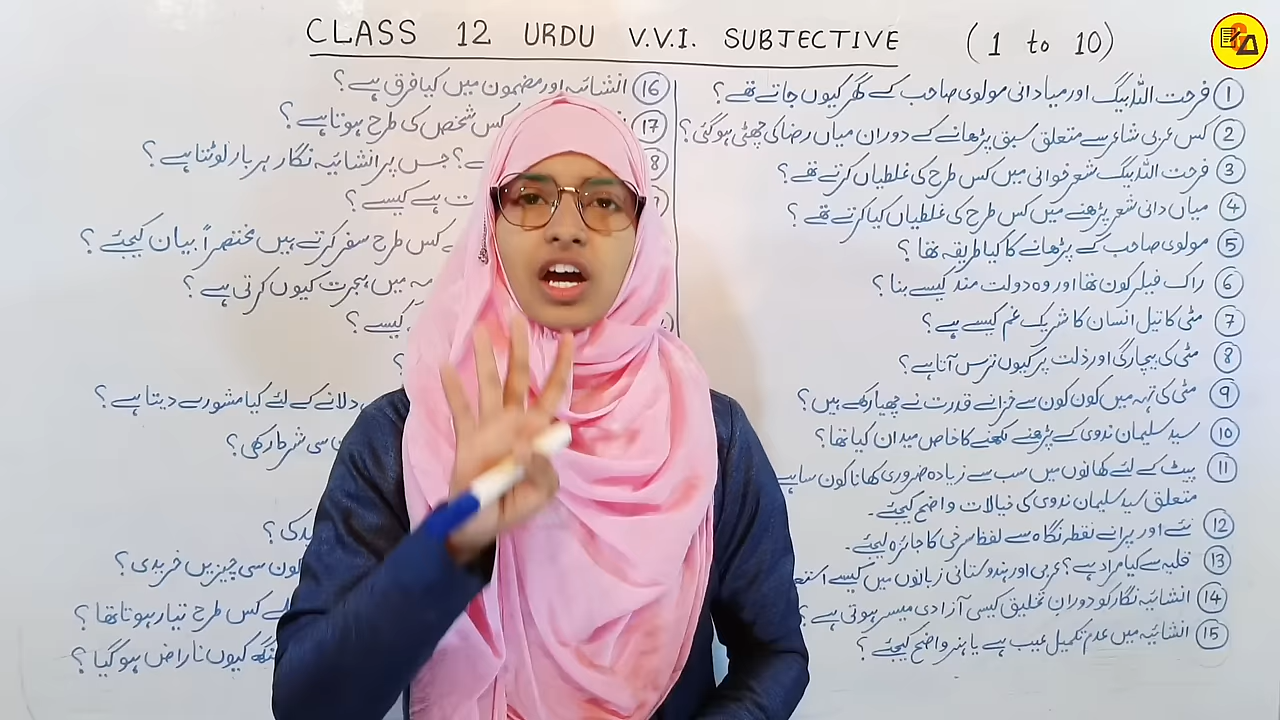 CLASS 12 URDU V.V.I. SUBJECTIVE (1 to 10)
① فرحت اللہ بیگ اور میاں دانی مولوی صاحب کے گھر کیوں جاتے تھے؟
② کس عربی شاعر سے متعلق سبق پڑھانے کے دوران میاں رضا کی چھٹی ہوگئی؟
③ فرحت اللہ بیگ شعر خوانی میں کس طرح کی غلطیاں کرتے تھے؟
④ میاں دانی شعر پڑھنے میں کس طرح کی غلطیاں کیا کرتے تھے؟
⑤ مولوی صاحب کے پڑھانے کا کیا طریقہ تھا؟
⑥ راک فیلر کون تھا اور وہ دولت مند کیسے بنا؟
⑦ مٹی کا تیل انسان کا شریک غم کیسے ہے؟
⑧ مٹی کی بیچارگی اور ذلت پر کیوں ترس آتا ہے؟
⑨ مٹی کی تہہ میں کون کون سے خزانے قدرت نے چھپا رکھے ہیں؟
⑩ سید سلیمان ندوی کے پڑھنے لکھنے کا خاص میدان کیا تھا؟
⑪ پیٹ کے لئے کھانوں میں سب سے زیادہ ضروری کھانا کون سا ہے
متعلق سید سلیمان ندوی کی خیالات واضح کیجئے۔
⑫ نئے اور پرانے نقطہ نگاہ سے لفظ سرخی کا جائزہ لیجئے۔
⑬ قلیہ سے کیا مراد ہے؟ عربی اور ہندوستانی زبانوں میں کیسے
⑭ انشائیہ نگار کو دوران تخلیق کیسی آزادی میسر ہوتی ہے؟
⑮ انشائیہ میں عدم تکمیل عیب ہے یا ہنر واضح کیجئے؟
⑯ انشائیہ اور مضمون میں کیا فرق ہے؟
⑰ کس شخص کی طرح ہوتا ہے؟
8 ہے؟ جس پر انشائیہ نگار ہر بار لوٹتا ہے؟
ت ہے کیسے؟
کس طرح سفر کرتے ہیں مختصراً بیان کیجئے؟
مہ میں ہجرت کیوں کرتی ہے؟
کیسے؟
؟
دلانے کے لئے کیا مشورے دیتا ہے؟
سی شرط رکھی؟
دی؟
کون سی چیزیں خریدی؟
لے کس طرح تیار ہوتا تھا؟
کیوں ناراض ہو گیا؟